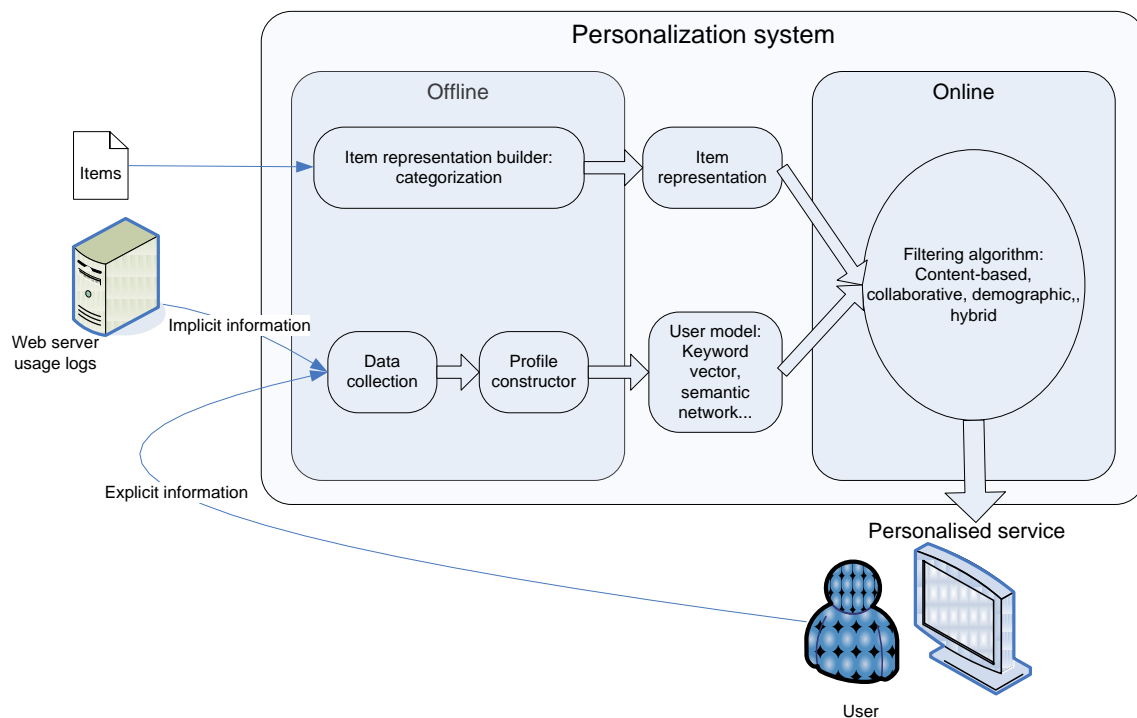 Personalization system
Offline
Online
Items
Item representation builder:
categorization
Item
representation
Filtering algorithm:
Content-based,
collaborative, demographic,,
hybrid
Web server
usage logs
Implicit information
Data
collection
Profile
constructor
User model:
Keyword
vector,
semantic
network...
Explicit information
Personalised service
User